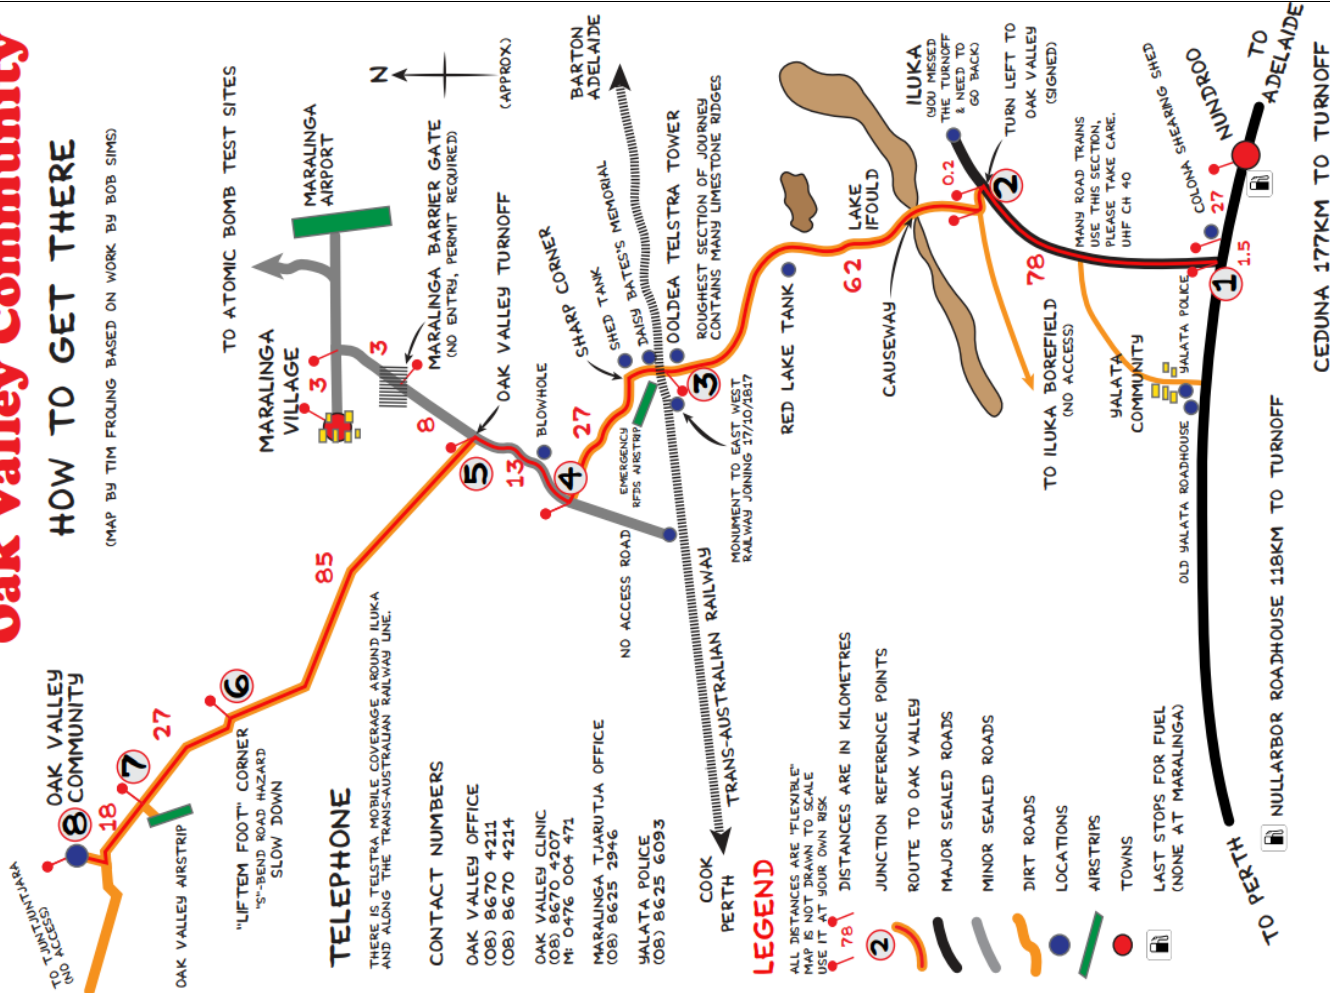 Oak Valley Community
HOW TO GET THERE
(MAP BY TIM FROLING BASED ON WORK BY BOB SIMS)
OAK VALLEY
COMMUNITY
8
18
7
27
6
TO TJUNTJUNTJARA
(NO ACCESS)
OAK VALLEY AIRSTRIP
"LIFTEM FOOT" CORNER
"S"-BEND ROAD HAZARD
SLOW DOWN
85
TO ATOMIC BOMB TEST SITES
MARALINGA
VILLAGE
3
3
MARALINGA
AIRPORT
N
(APPROX)
MARALINGA BARRIER GATE
(NO ENTRY, PERMIT REQUIRED)
8
OAK VALLEY TURNOFF
5
13
BLOWHOLE
4
27
SHARP CORNER
SHED TANK
DAISY BATES'S MEMORIAL
OOLDEA TELSTRA TOWER
ROUGHEST SECTION OF JOURNEY
CONTAINS MANY LIMESTONE RIDGES
BARTON
ADELAIDE
EMERGENCY
RFDS AIRSTRIP
NO ACCESS ROAD
3
MONUMENT TO EAST WEST
RAILWAY JOINING 17/10/1817
TRANS-AUSTRALIAN RAILWAY
COOK
PERTH
RED LAKE TANK
62
LAKE
IFOULD
CAUSEWAY
ILUKA
(YOU MISSED
THE TURNOFF
& NEED TO
GO BACK)
0.2
2
TURN LEFT TO
OAK VALLEY
(SIGNED)
MANY ROAD TRAINS
USE THIS SECTION,
PLEASE TAKE CARE.
UHF CH 40
78
TO ILUKA BOREFIELD
(NO ACCESS)
YALATA
COMMUNITY
YALATA POLICE
OLD YALATA ROADHOUSE
1
1.5
27
COLONA SHEARING SHED
NUNDROO
TO
ADELAIDE
CEDUNA 177KM TO TURNOFF
NULLARBOR ROADHOUSE 118KM TO TURNOFF
TO PERTH
TELEPHONE
THERE IS TELSTRA MOBILE COVERAGE AROUND ILUKA
AND ALONG THE TRANS-AUSTRALIAN RAILWAY LINE.
CONTACT NUMBERS
OAK VALLEY OFFICE
(08) 8670 4211
(08) 8670 4214
OAK VALLEY CLINIC
(08) 8670 4207
M: 0476 004 471
MARALINGA TJARUTJA OFFICE
(08) 8625 2946
YALATA POLICE
(08) 8625 6093
LEGEND
ALL DISTANCES ARE "FLEXIBLE"
MAP IS NOT DRAWN TO SCALE
USE IT AT YOUR OWN RISK
78
DISTANCES ARE IN KILOMETRES
2
JUNCTION REFERENCE POINTS
ROUTE TO OAK VALLEY
MAJOR SEALED ROADS
MINOR SEALED ROADS
DIRT ROADS
LOCATIONS
AIRSTRIPS
TOWNS
LAST STOPS FOR FUEL
(NONE AT MARALINGA)